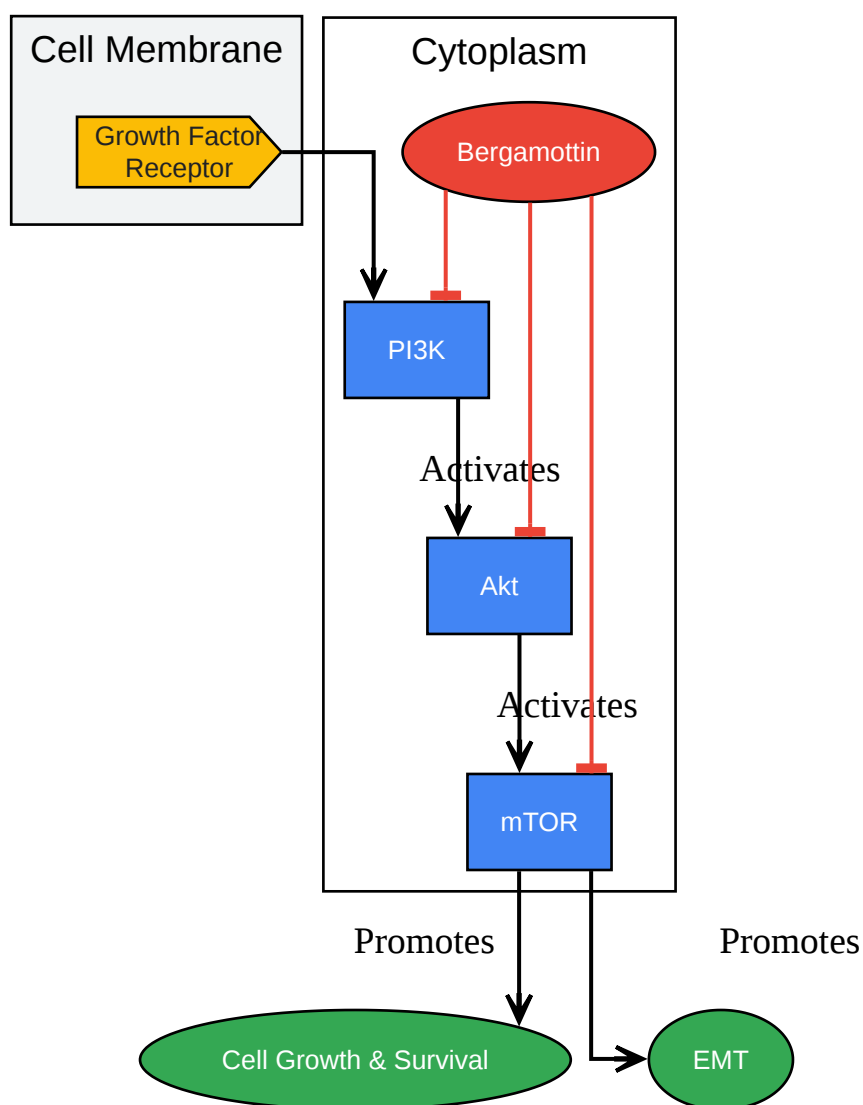 Cell Membrane
Cytoplasm
Growth Factor
Receptor
Bergamottin
PI3K
Activates
Akt
Activates
mTOR
Promotes
Promotes
Cell Growth & Survival
EMT